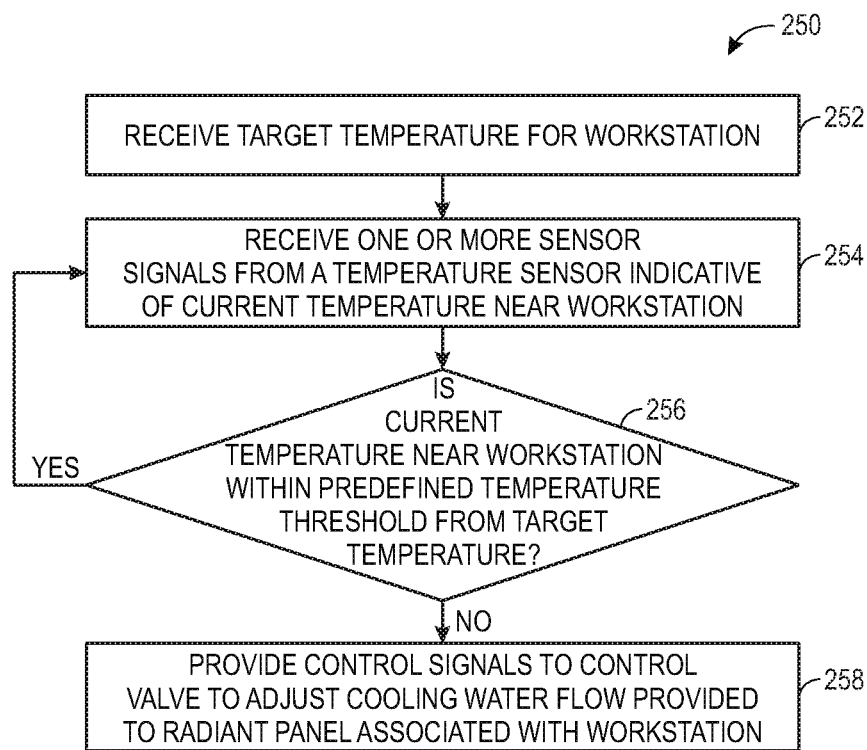 250
RECEIVE TARGET TEMPERATURE FOR WORKSTATION
252
RECEIVE ONE OR MORE SENSOR
SIGNALS FROM A TEMPERATURE SENSOR INDICATIVE
OF CURRENT TEMPERATURE NEAR WORKSTATION
254
IS
CURRENT
TEMPERATURE NEAR WORKSTATION
WITHIN PREDEFINED TEMPERATURE
THRESHOLD FROM TARGET
TEMPERATURE?
256
YES
NO
PROVIDE CONTROL SIGNALS TO CONTROL
VALVE TO ADJUST COOLING WATER FLOW PROVIDED
TO RADIANT PANEL ASSOCIATED WITH WORKSTATION
258